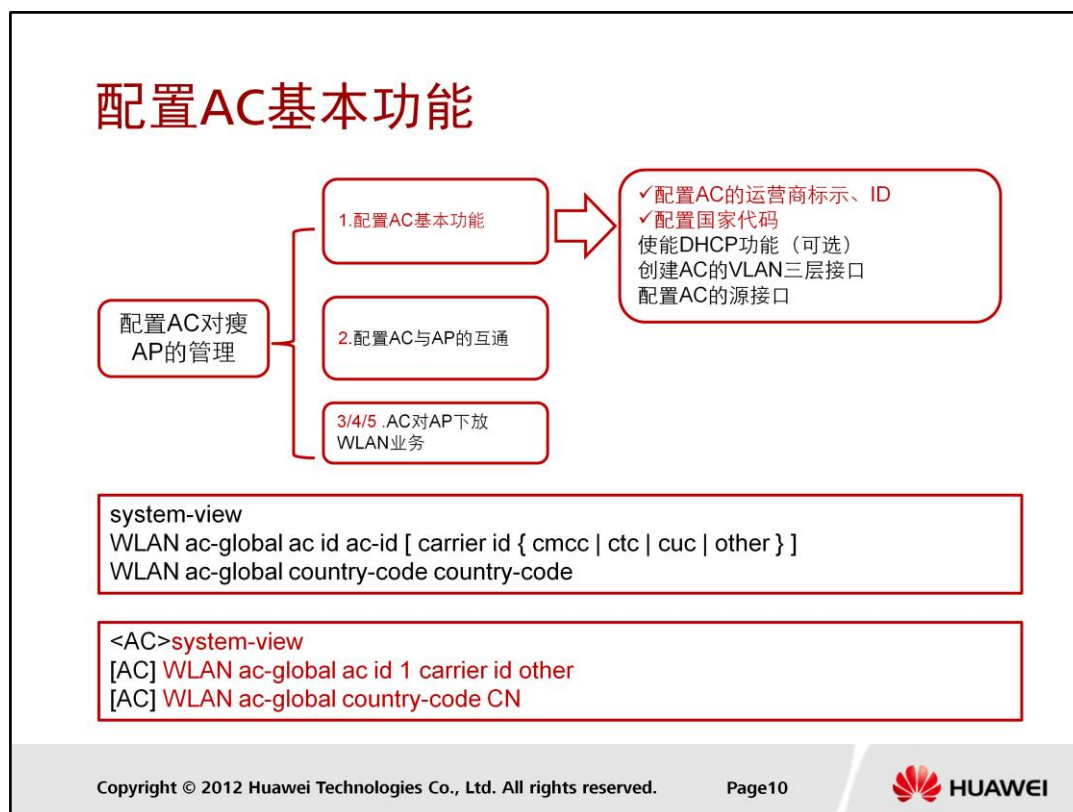 配置AC基本功能
配置AC对瘦
AP的管理
1.配置AC基本功能
✓配置AC的运营商标示、ID
✓配置国家代码
使能DHCP功能（可选）
创建AC的VLAN三层接口
配置AC的源接口
2.配置AC与AP的互通
3/4/5 .AC对AP下放
WLAN业务
system-view
WLAN ac-global ac id ac-id [ carrier id { cmcc | ctc | cuc | other } ]
WLAN ac-global country-code country-code
<AC>system-view
[AC] WLAN ac-global ac id 1 carrier id other
[AC] WLAN ac-global country-code CN
Copyright © 2012 Huawei Technologies Co., Ltd. All rights reserved.
Page10
HUAWEI